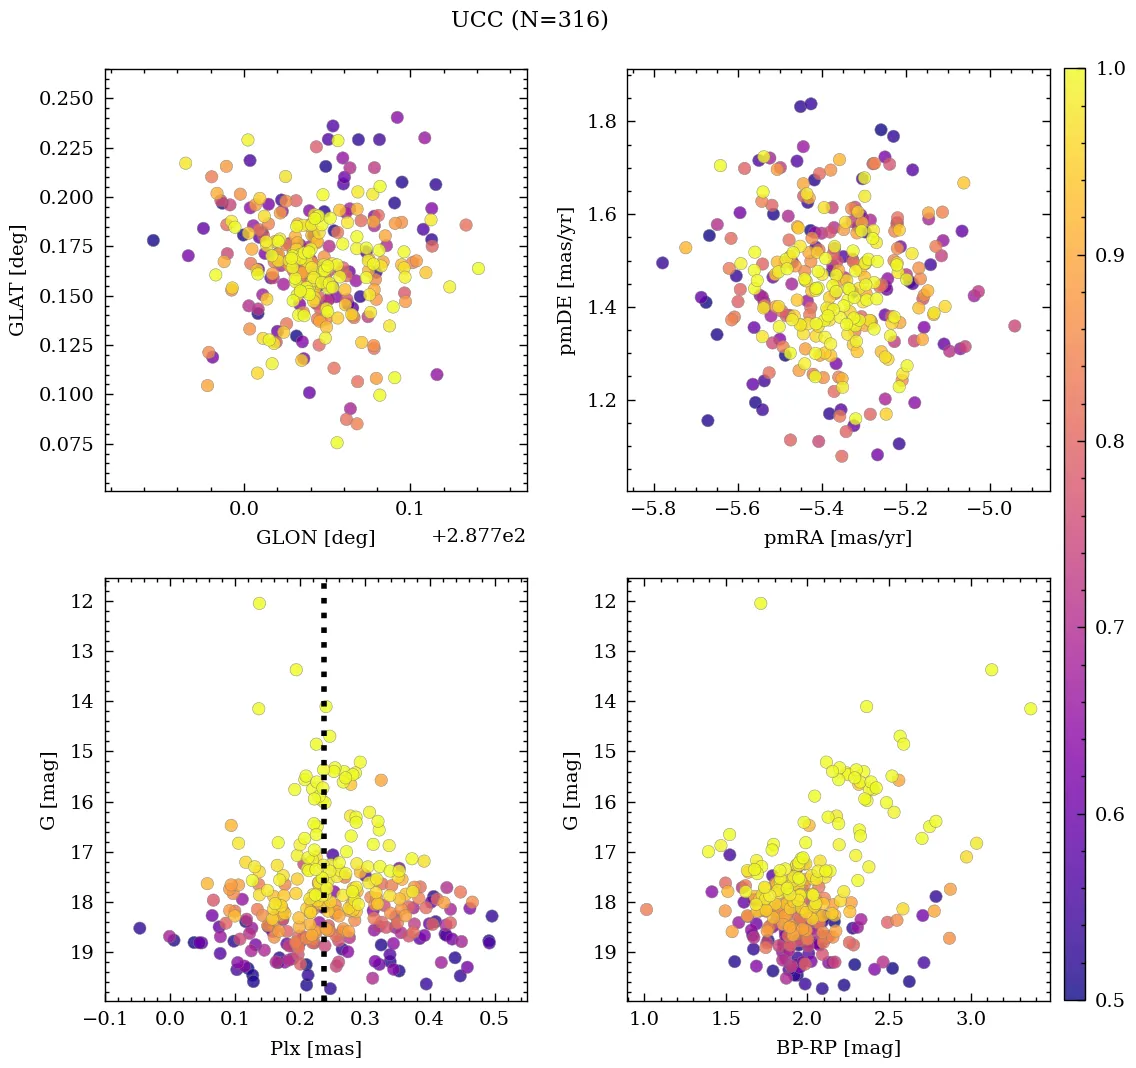 UCC (N=316)
0.250
0.225
0.200
0.175
0.150
0.125
0.100
0.075
GLAT [deg]
0.0 0.1
GLON [deg]
+2.877e2
1.8
1.6
1.4
1.2
pmDE [mas/yr]
−5.8 −5.6 −5.4 −5.2 −5.0
pmRA [mas/yr]
12
13
14
15
16
17
18
19
G [mag]
−0.1 0.0 0.1 0.2 0.3 0.4 0.5
Plx [mas]
12
13
14
15
16
17
18
19
G [mag]
1.0 1.5 2.0 2.5 3.0
BP-RP [mag]
1.0
0.9
0.8
0.7
0.6
0.5